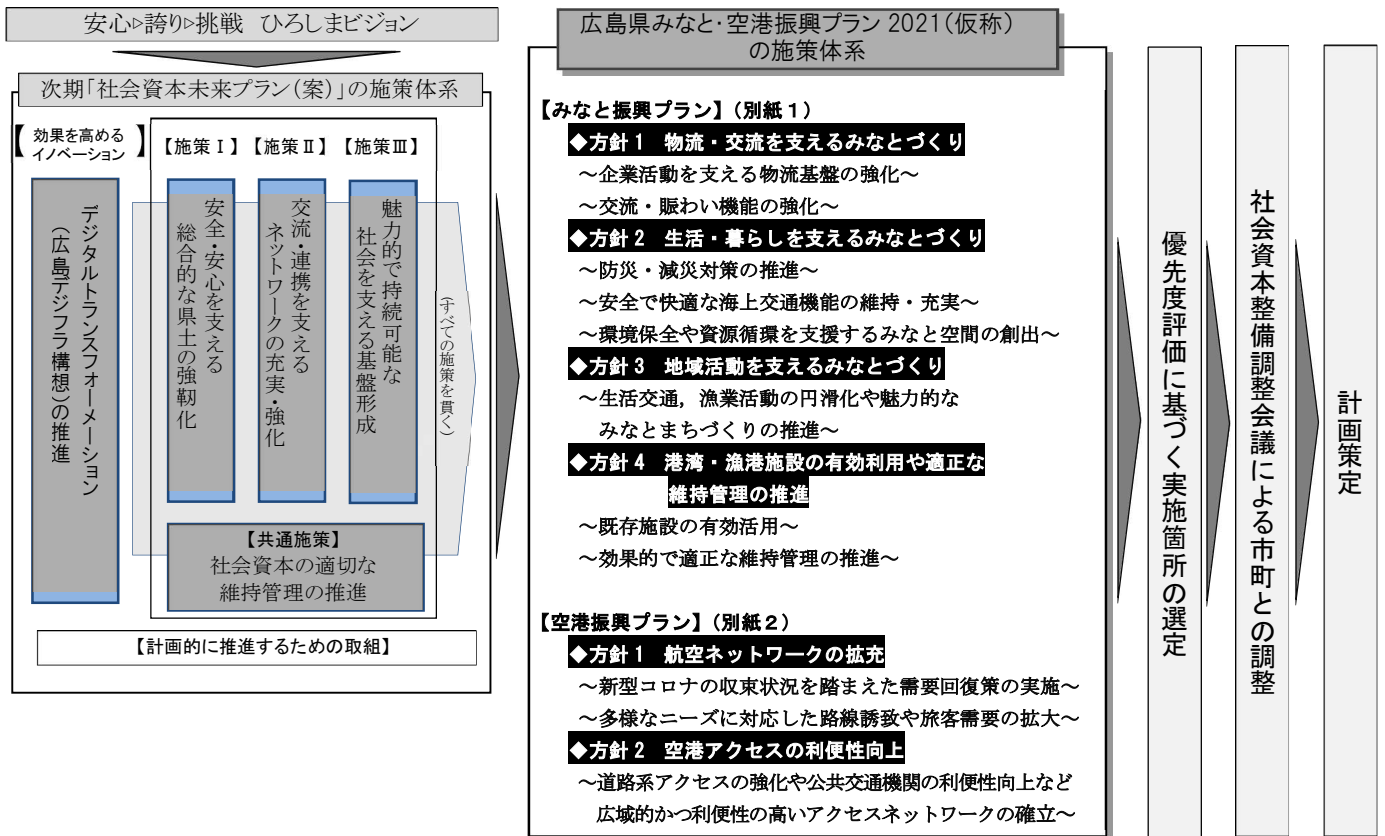 安心▷誇り▷挑戦 ひろしまビジョン
次期「社会資本未来プラン(案)」の施策体系
【効果を高める
イノベーション】
【施策Ⅰ】【施策Ⅱ】【施策Ⅲ】
デジタルトランスフォーメーション
(広島デジフラ構想)の推進
安全・安心を支える
総合的な県土の強靭化
交流・連携を支える
ネットワークの充実・強化
魅力的で持続可能な
社会を支える基盤形成
(すべての施策を貫く)
【共通施策】
社会資本の適切な
維持管理の推進
【計画的に推進するための取組】
広島県みなと・空港振興プラン 2021(仮称)
の施策体系
【みなと振興プラン】(別紙1)
◆方針1 物流・交流を支えるみなとづくり
~企業活動を支える物流基盤の強化~
~交流・賑わい機能の強化~
◆方針2 生活・暮らしを支えるみなとづくり
~防災・減災対策の推進~
~安全で快適な海上交通機能の維持・充実~
~環境保全や資源循環を支援するみなと空間の創出~
◆方針3 地域活動を支えるみなとづくり
~生活交通,漁業活動の円滑化や魅力的な
みなとまちづくりの推進~
◆方針4 港湾・漁港施設の有効利用や適正な
維持管理の推進
~既存施設の有効活用~
~効果的で適正な維持管理の推進~
【空港振興プラン】(別紙2)
◆方針1 航空ネットワークの拡充
~新型コロナの収束状況を踏まえた需要回復策の実施~
~多様なニーズに対応した路線誘致や旅客需要の拡大~
◆方針2 空港アクセスの利便性向上
~道路系アクセスの強化や公共交通機関の利便性向上など
広域的かつ利便性の高いアクセスネットワークの確立~
優先度評価に基づく実施箇所の選定
社会資本整備調整会議による市町との調整
計画策定